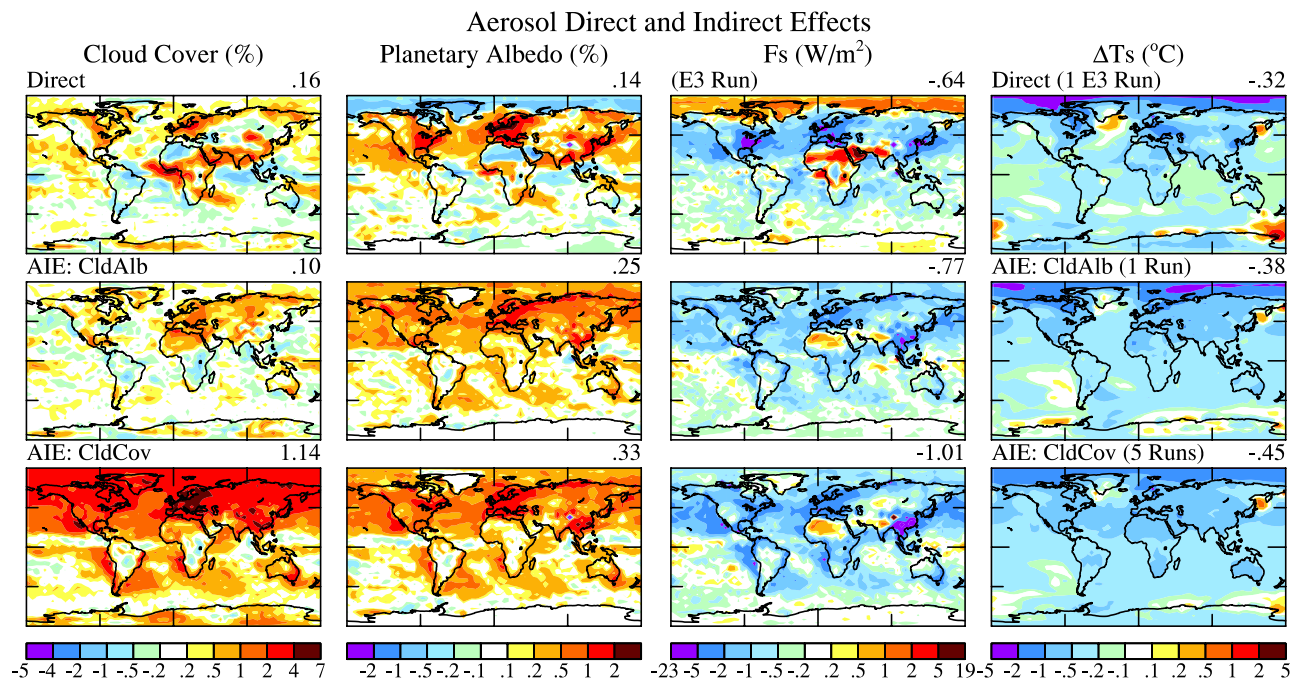 Aerosol Direct and Indirect Effects
Cloud Cover (%) Planetary Albedo (%) Fs (W/m²) ΔTs (°C)
Direct .16 .14 (E3 Run) -.64 Direct (1 E3 Run) -.32
AIE: CldAlb .10 .25 -.77 AIE: CldAlb (1 Run) -.38
AIE: CldCov 1.14 .33 -1.01 AIE: CldCov (5 Runs) -.45
-5 -4 -2 -1 -.5 -.2 .2 .5 1 2 4 7 -2 -1 -.5 -.2 -.1 .1 .2 .5 1 2 -23 -5 -2 -1 -.5 -.2 .2 .5 1 2 5 19 -5 -2 -1 -.5 -.2 -.1 .1 .2 .5 1 2 5